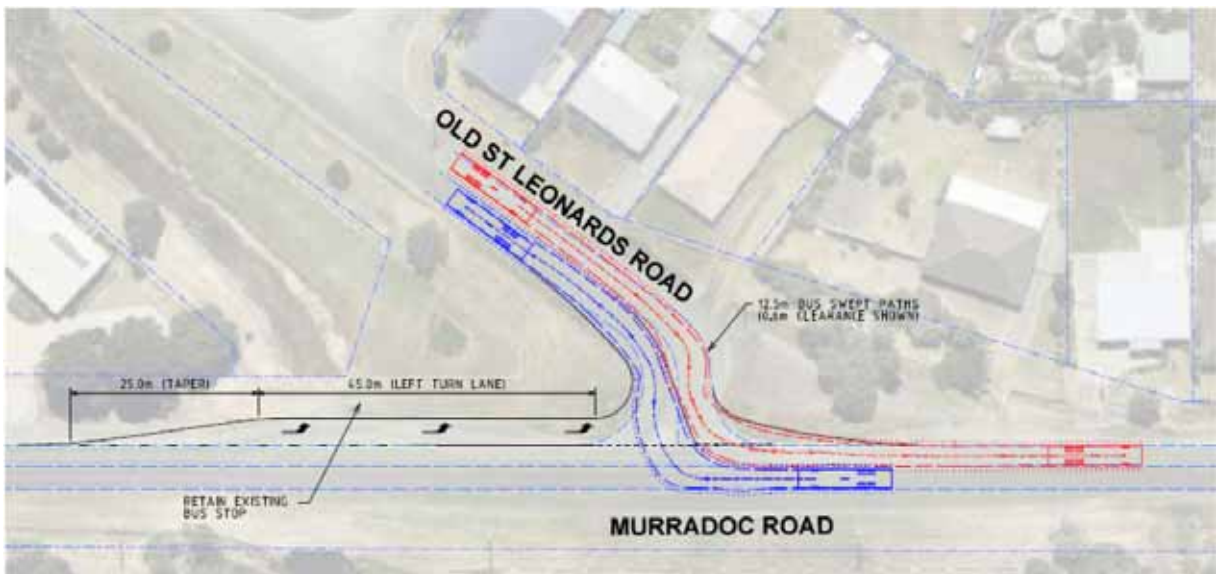 OLD ST LEONARDS ROAD
12.5m BUS SWEPT PATHS
(0.6m CLEARANCE SHOWN)
25.0m (TAPER)
45.0m (LEFT TURN LANE)
RETAIN EXISTING
BUS STOP
MURRADOC ROAD